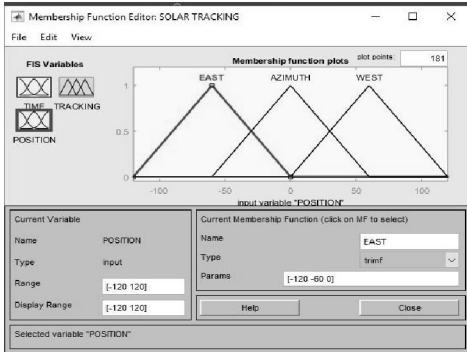 Membership Function Editor: SOLAR TRACKING
File Edit View
FIS Variables
TIME TRACKING
POSITION
Membership function plots
plot points:
181
EAST AZIMUTH WEST
1
0.5
0
-100 -50 0 50 100
input variable "POSITION"
Current Variable
Name POSITION
Type input
Range [-120 120]
Display Range [-120 120]
Current Membership Function (click on MF to select)
Name EAST
Type trimf
Params [-120 -60 0]
Help Close
Selected variable "POSITION"